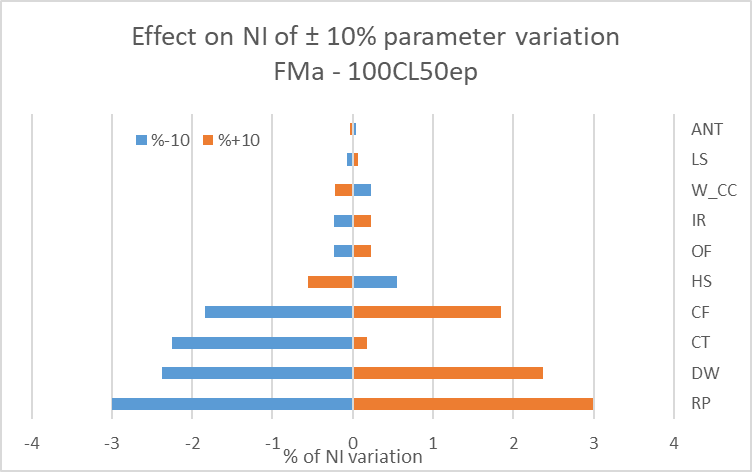 Effect on NI of ± 10% parameter variation
FMa - 100CL50ep
%-10 %+10
ANT
LS
W_CC
IR
OF
HS
CF
CT
DW
RP
-4 -3 -2 -1 0 1 2 3 4
% of NI variation